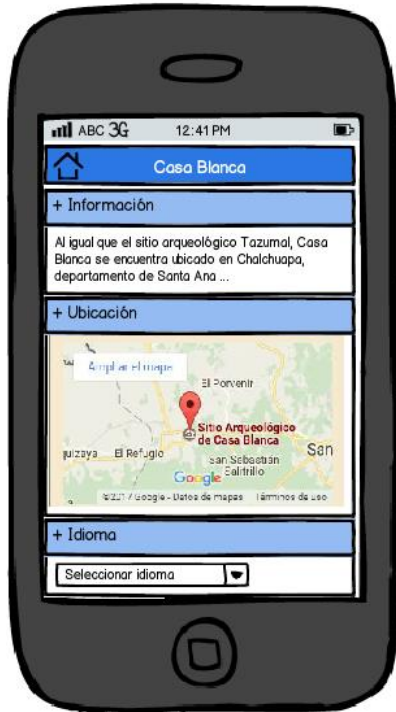 ABC 3G 12:41 PM
Casa Blanca
+ Información
Al igual que el sitio arqueológico Tazumal, Casa
Blanca se encuentra ubicado en Chalchuapa,
departamento de Santa Ana ...
+ Ubicación
Ampliar el mapa
El Porvenir
Sitio Arqueológico
de Casa Blanca
quizaya El Refugio San
San Sebastián
Salitrillo
Google
©2017 Google - Datos de mapas Términos de uso
+ Idioma
Seleccionar idioma